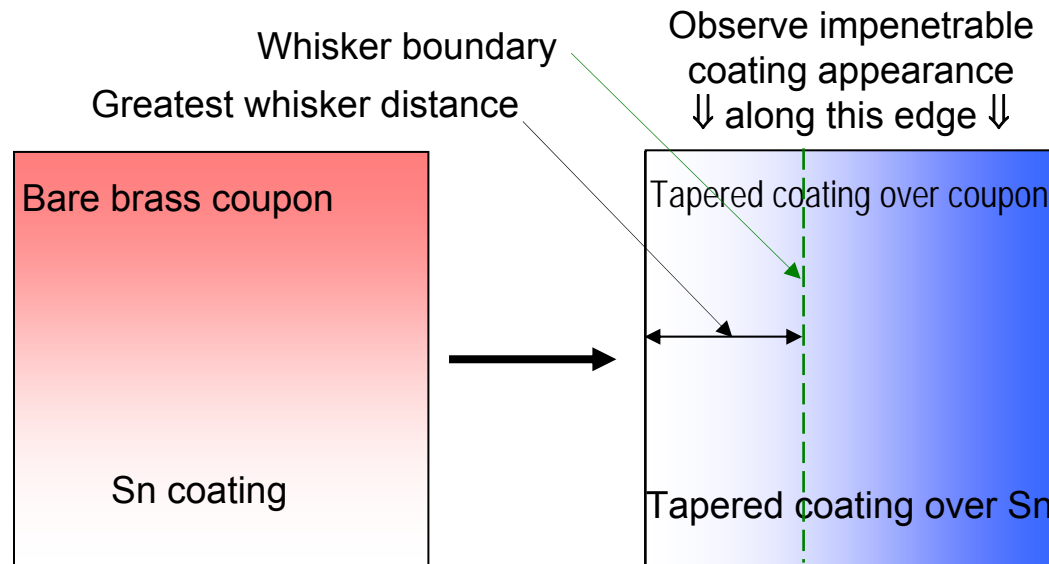 Whisker boundary
Greatest whisker distance
Observe impenetrable
coating appearance
⇓ along this edge ⇓
Bare brass coupon
Sn coating
Tapered coating over coupon
Tapered coating over Sn